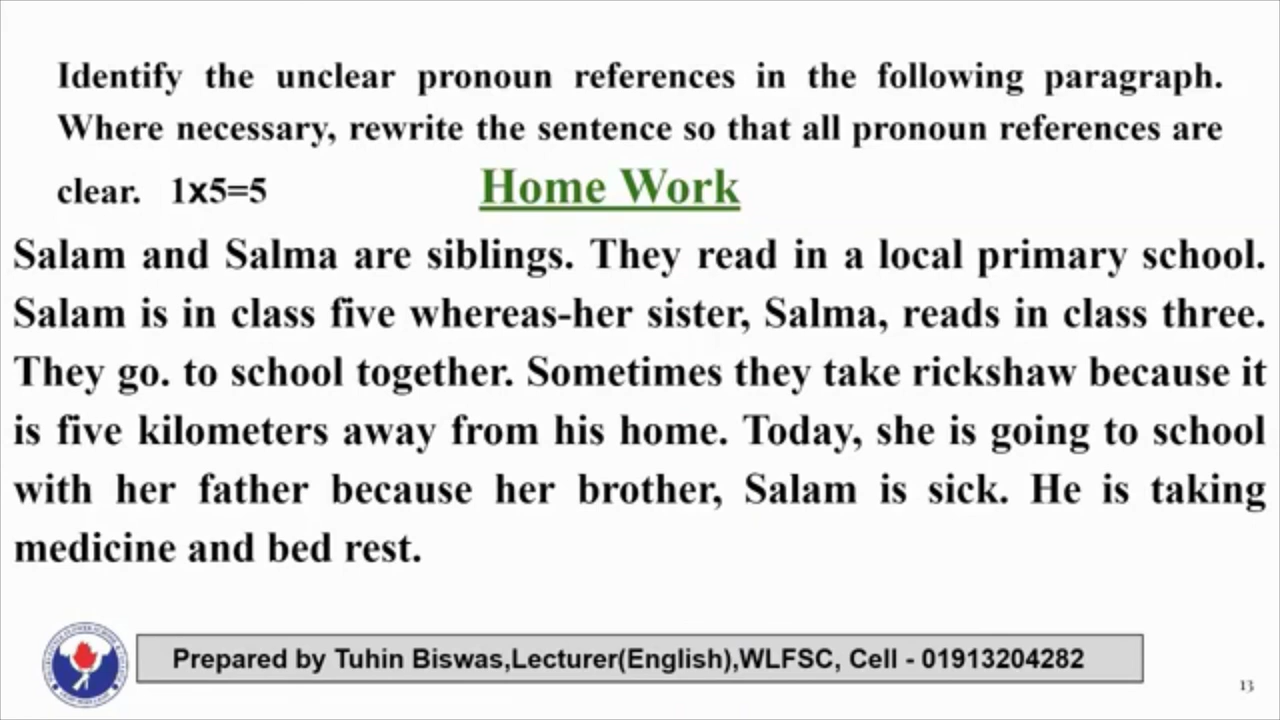 Identify the unclear pronoun references in the following paragraph.
Where necessary, rewrite the sentence so that all pronoun references are
clear. 1x5=5 Home Work
Salam and Salma are siblings. They read in a local primary school.
Salam is in class five whereas-her sister, Salma, reads in class three.
They go. to school together. Sometimes they take rickshaw because it
is five kilometers away from his home. Today, she is going to school
with her father because her brother, Salam is sick. He is taking
medicine and bed rest.
Prepared by Tuhin Biswas,Lecturer(English),WLFSC, Cell - 01913204282
13